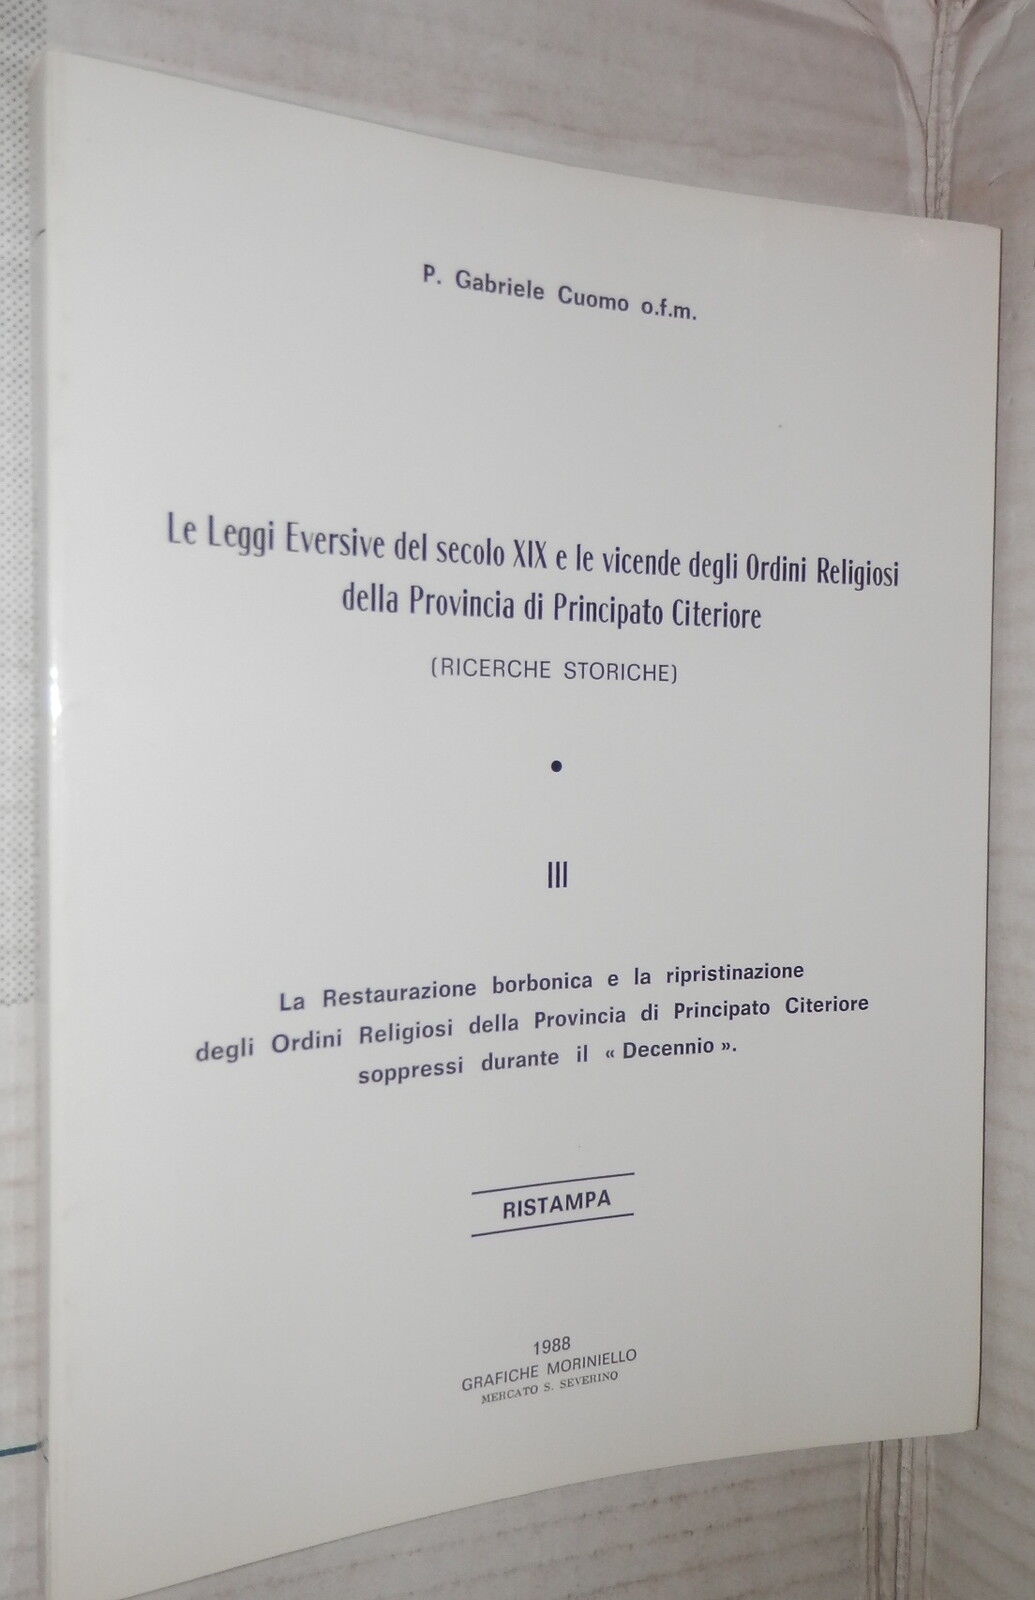 P. Gabriele Cuomo o.f.m.
Le Leggi Eversive del secolo XIX e le vicende degli Ordini Religiosi
della Provincia di Principato Citeriore
(RICERCHE STORICHE)
•
III
La Restaurazione borbonica e la ripristinazione
degli Ordini Religiosi della Provincia di Principato Citeriore
soppressi durante il « Decennio ».
RISTAMPA
1988
GRAFICHE MORINIELLO
MERCATO S. SEVERINO